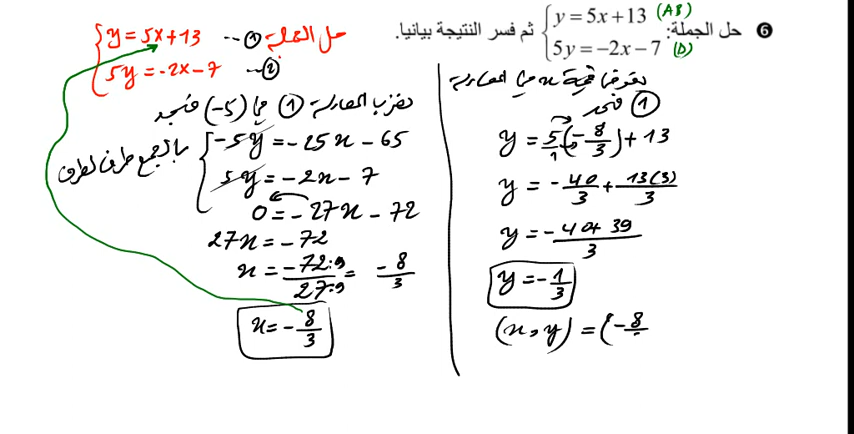 ❻ حل الجملة: {y = 5x+13 (AB) ثم فسر النتيجة بيانيا.
{5y = -2x-7 (D)
حل الجملة
{y = 5x+13 --- ①
{5y = -2x-7 --- ②
نضرب المعادلة ① في (-5) فنجد
{-5y = -25x - 65
{5y = -2x - 7
بالجمع طرف لطرف
0 = -27x - 72
27x = -72
x = -72:9/27:9 = -8/3
x = -8/3
نعوض قيمة x في المعادلة
① فنجد
y = 5/1(-8/3) + 13
y = -40/3 + 13(3)/3
y = -40+39/3
y = -1/3
(x, y) = (-8